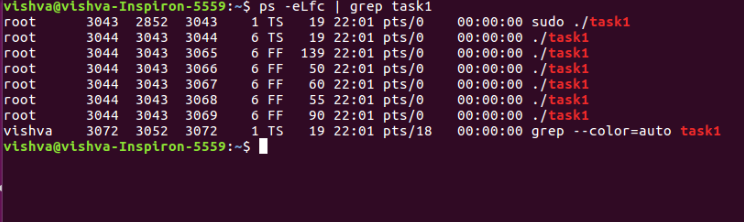 vishva@vishva-Inspiron-5559:~$ ps -eLfc | grep task1
root      3043  2852  3043    1 TS   19 22:01 pts/0    00:00:00 sudo ./task1
root      3044  3043  3044    6 TS   19 22:01 pts/0    00:00:00 ./task1
root      3044  3043  3065    6 FF  139 22:01 pts/0    00:00:00 ./task1
root      3044  3043  3066    6 FF   50 22:01 pts/0    00:00:00 ./task1
root      3044  3043  3067    6 FF   60 22:01 pts/0    00:00:00 ./task1
root      3044  3043  3068    6 FF   55 22:01 pts/0    00:00:00 ./task1
root      3044  3043  3069    6 FF   90 22:01 pts/0    00:00:00 ./task1
vishva    3072  3052  3072    1 TS   19 22:01 pts/18   00:00:00 grep --color=auto task1
vishva@vishva-Inspiron-5559:~$